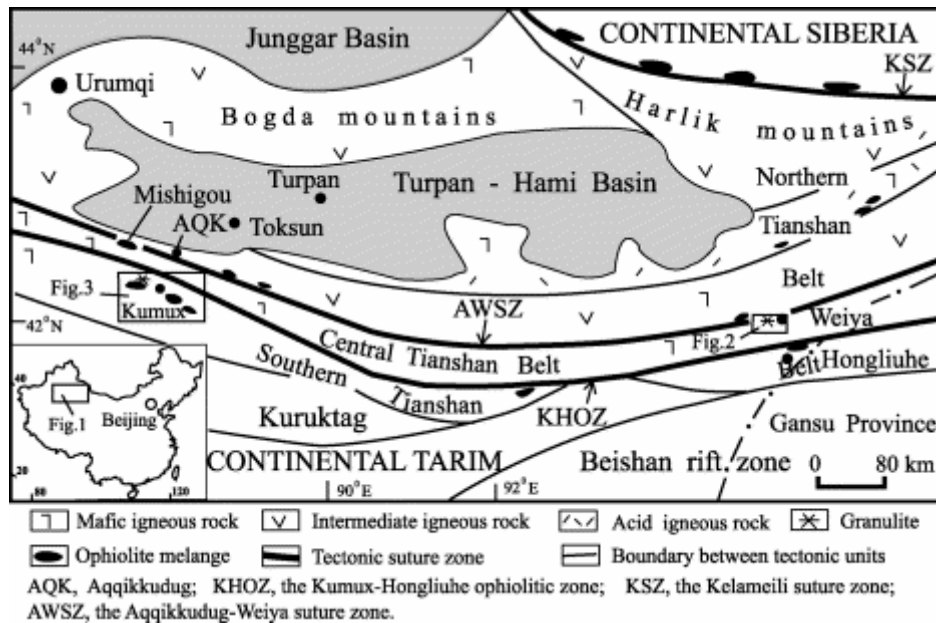 Junggar Basin
CONTINENTAL SIBERIA
44°N
KSZ
Urumqi
Bogda mountains
Harlik mountains
Mishigou
Turpan
Turpan - Hami Basin
Northern
AQK
Toksun
Tianshan
Fig.3
Kumux
AWSZ
Belt
42°N
Central Tianshan Belt
Fig.2
Weiya
Southern
Belt
Hongliuhe
Tianshan
Kuruktag
KHOZ
Gansu Province
CONTINENTAL TARIM
Beishan rift zone
0 80 km
40
Beijing
Fig.1
20
80
120
90°E
92°E
Mafic igneous rock
Intermediate igneous rock
Acid igneous rock
Granulite
Ophiolite melange
Tectonic suture zone
Boundary between tectonic units
AQK, Aqqikkudug; KHOZ, the Kumux-Hongliuhe ophiolitic zone; KSZ, the Kelameili suture zone;
AWSZ, the Aqqikkudug-Weiya suture zone.